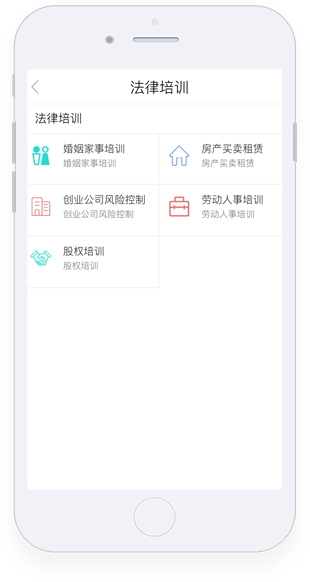 法律培训
法律培训
婚姻家事培训
婚姻家事培训
房产买卖租赁
房产买卖租赁
创业公司风险控制
创业公司风险控制
劳动人事培训
劳动人事培训
股权培训
股权培训